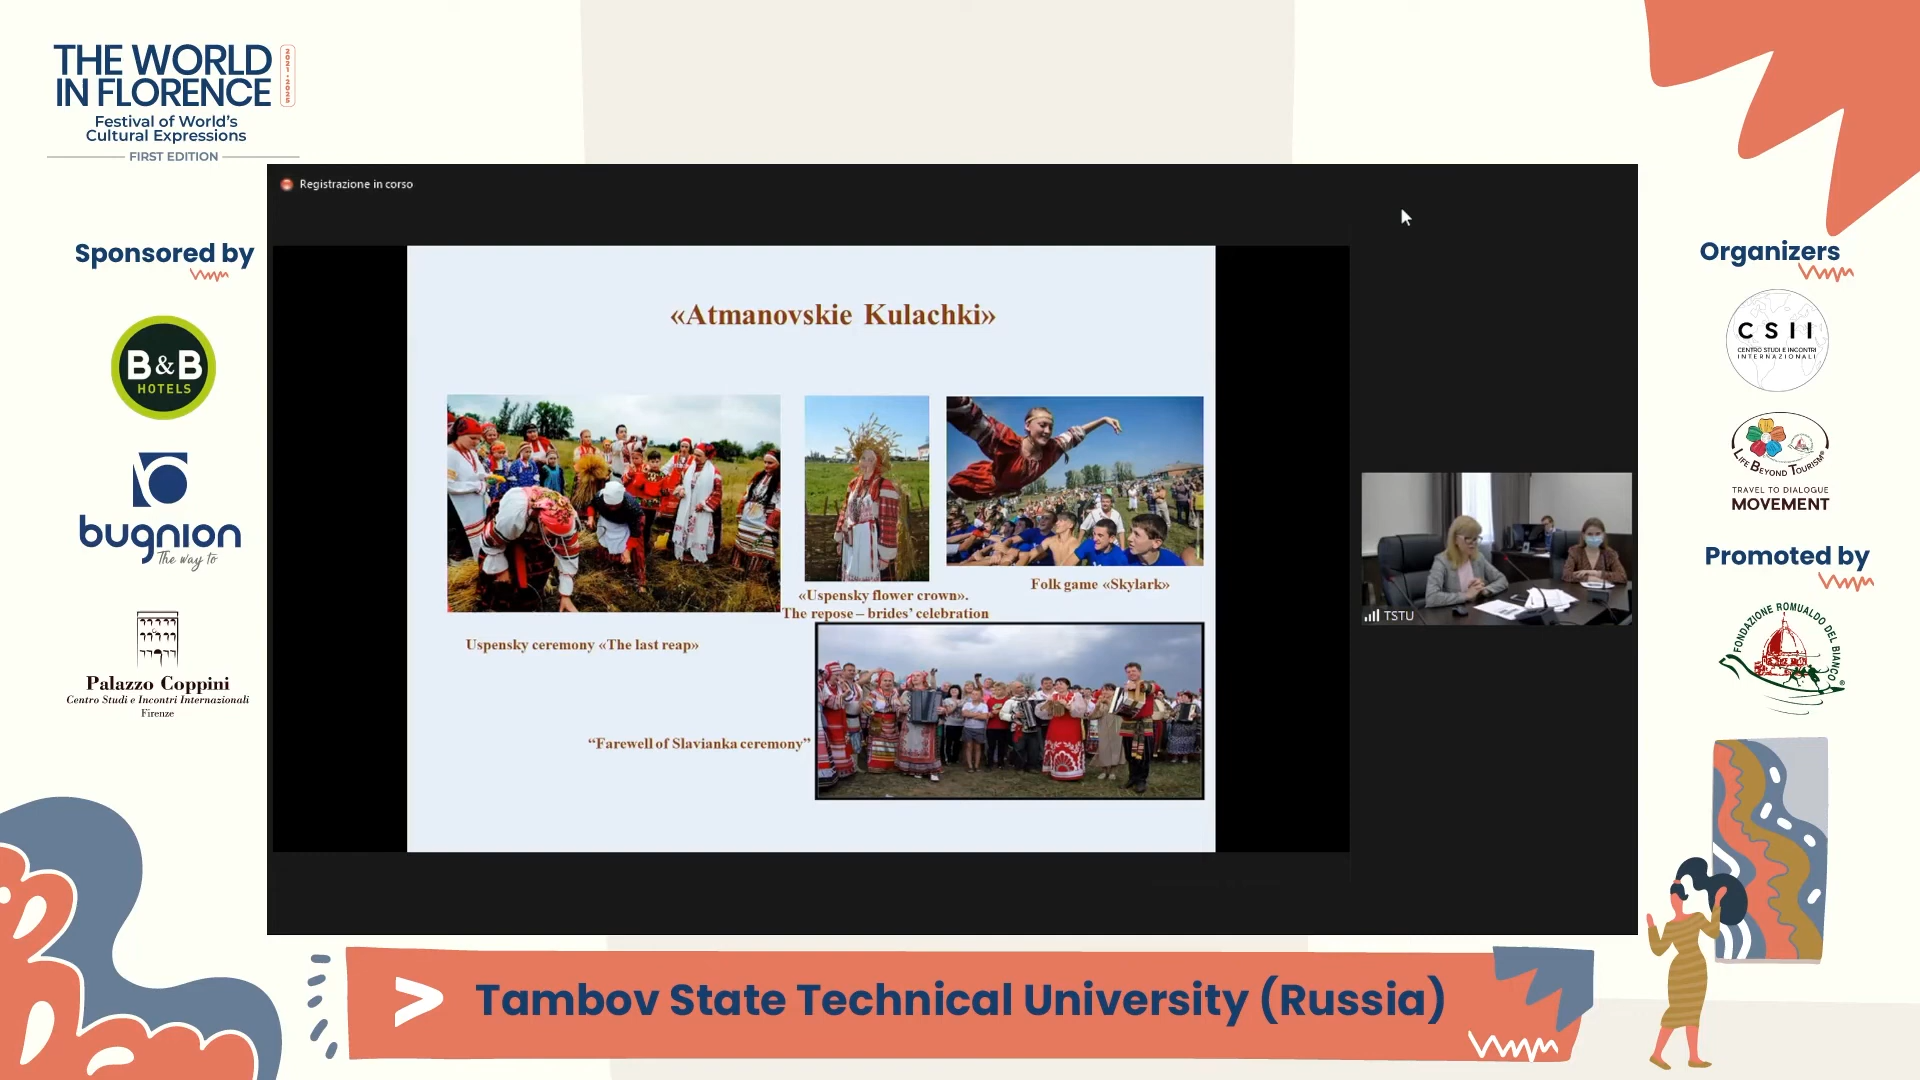 THE WORLD
IN FLORENCE
2021-2025
Festival of World's
Cultural Expressions
FIRST EDITION
Registrazione in corso
Sponsored by
B&B
HOTELS
bugnion
The way to
Palazzo Coppini
Centro Studi e Incontri Internazionali
Firenze
«Atmanovskie Kulachki»
Folk game «Skylark»
«Uspensky flower crown».
The repose – brides' celebration
Uspensky ceremony «The last reap»
“Farewell of Slavianka ceremony”
TSTU
Organizers
CSII
CENTRO STUDI E INCONTRI
INTERNAZIONALI
LIFE BEYOND TOURISM®
TRAVEL TO DIALOGUE
MOVEMENT
Promoted by
FONDAZIONE ROMUALDO DEL BIANCO®
> Tambov State Technical University (Russia)